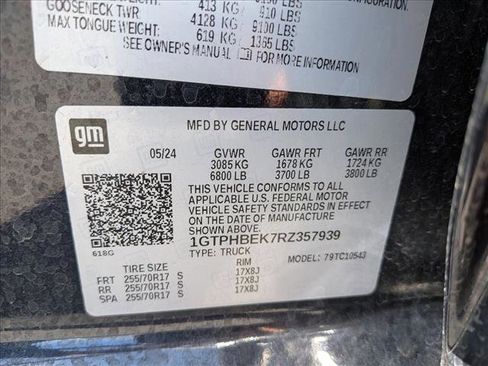 CONFIGURATION.
413 KG 910 LBS
GOOSENECK TWR 4128 KG 9100 LBS
MAX TONGUE WEIGHT: 619 KG 1365 LBS
SEE OWNER'S MANUAL FOR MORE INFORMATION
gm
MFD BY GENERAL MOTORS LLC
05/24 GVWR GAWR FRT GAWR RR
3085 KG 1678 KG 1724 KG
6800 LB 3700 LB 3800 LB
THIS VEHICLE CONFORMS TO ALL
APPLICABLE U.S. FEDERAL MOTOR
VEHICLE SAFETY STANDARDS IN EFFECT
ON THE DATE OF MANUFACTURE SHOWN ABOVE.
1GTPHBEK7RZ357939
618G TYPE: TRUCK 79TC10543
TIRE SIZE RIM
FRT 255/70R17 S 17X8J
RR 255/70R17 S 17X8J
SPA 255/70R17 S 17X8J